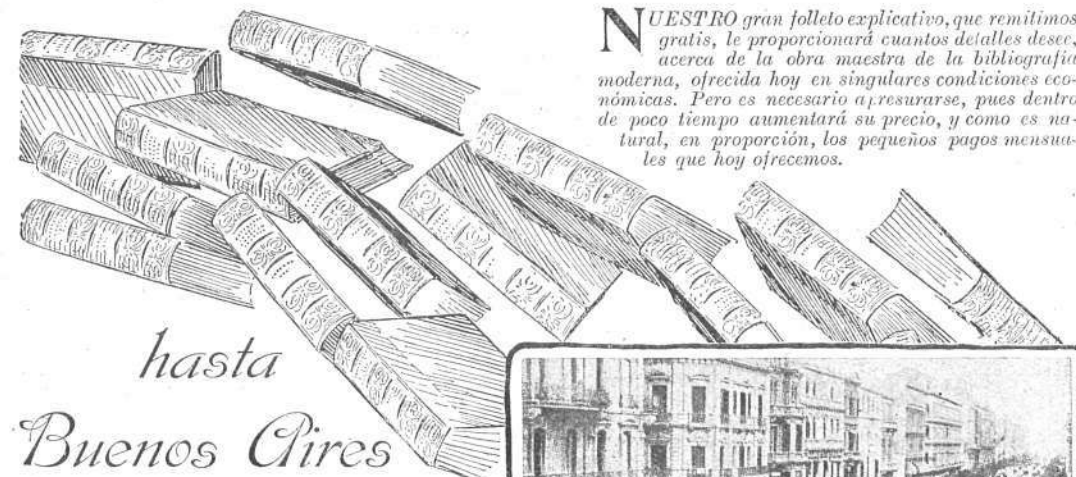 NUESTRO gran folleto explicativo, que remitimos
gratis, le proporcionará cuantos detalles desee,
acerca de la obra maestra de la bibliografía
moderna, ofrecida hoy en singulares condiciones eco-
nómicas. Pero es necesario apresurarse, pues dentro
de poco tiempo aumentará su precio, y como es na-
tural, en proporción, los pequeños pagos mensua-
les que hoy ofrecemos.
hasta
Buenos Aires